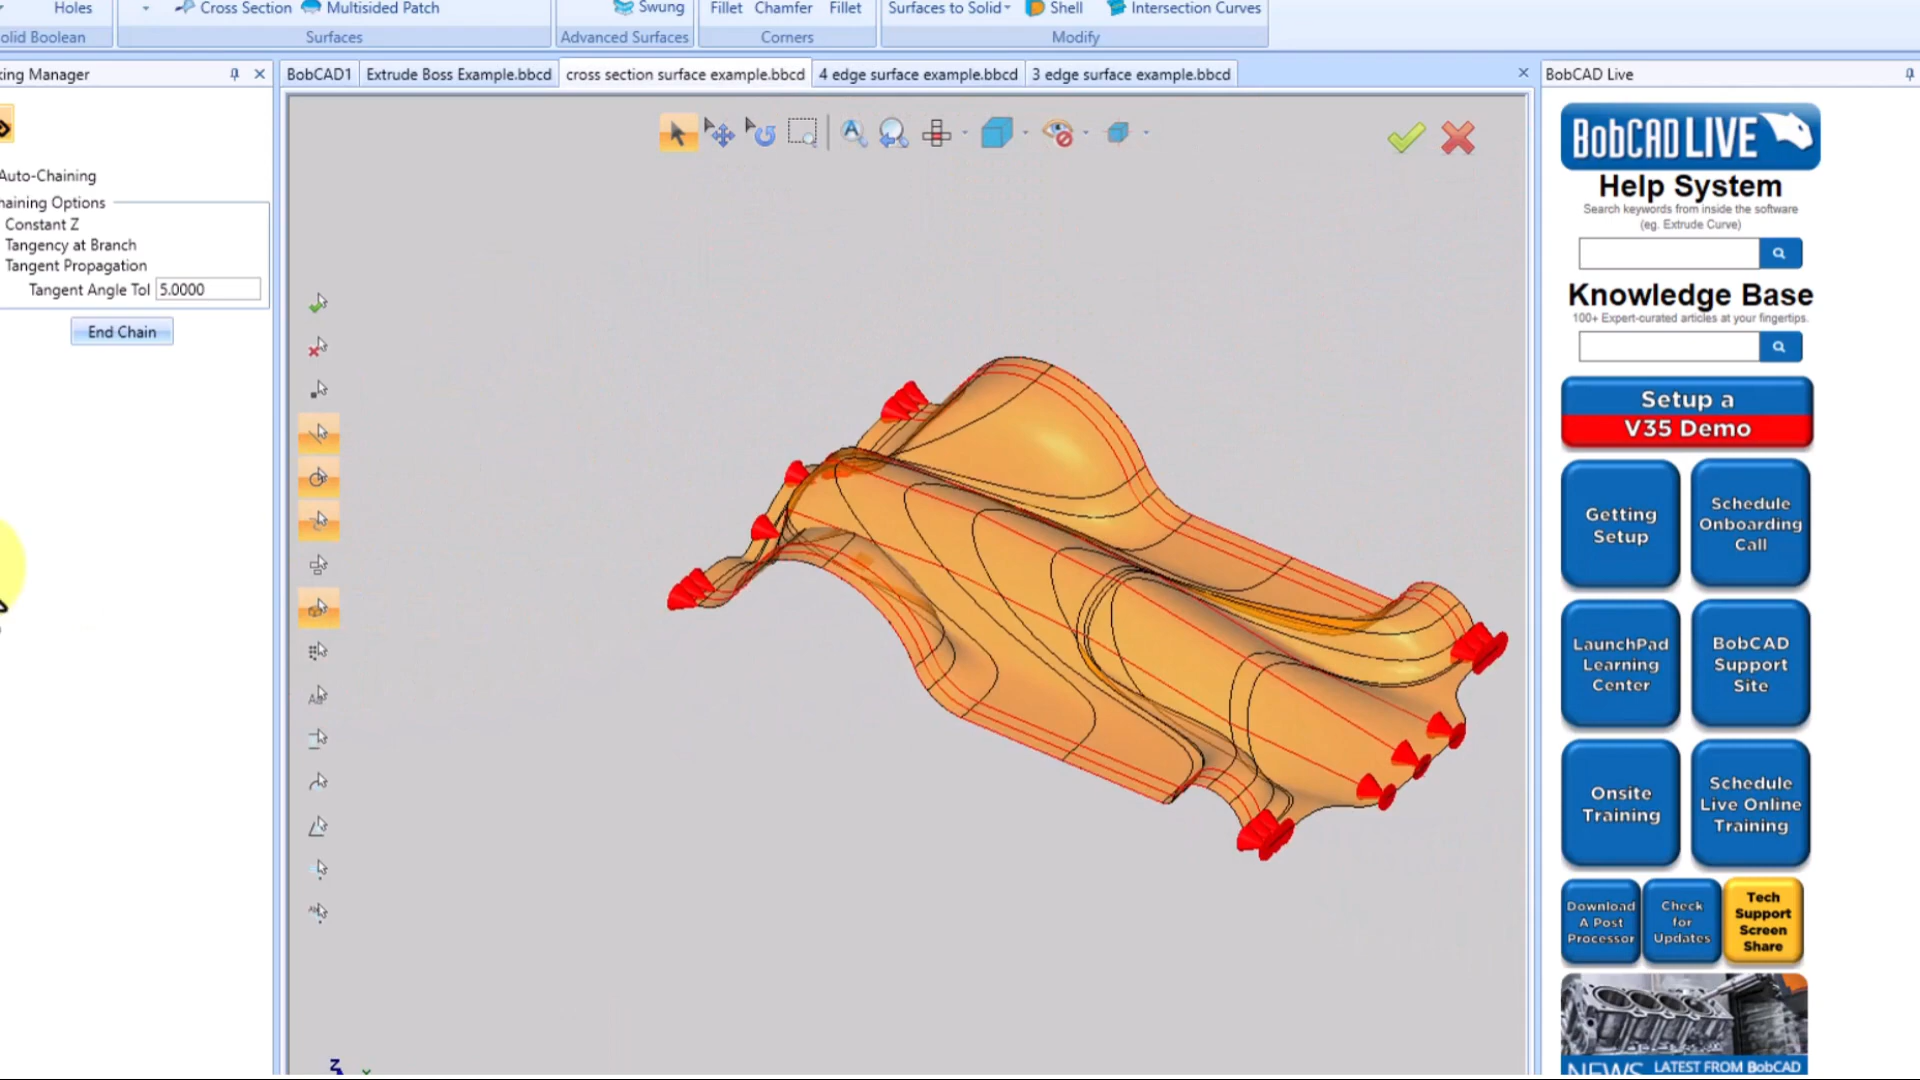 Holes
Cross Section
Multisided Patch
Swung
Fillet
Chamfer
Fillet
Surfaces to Solid
Shell
Intersection Curves
olid Boolean
Surfaces
Advanced Surfaces
Corners
Modify
king Manager
BobCAD1
Extrude Boss Example.bbcd
cross section surface example.bbcd
4 edge surface example.bbcd
3 edge surface example.bbcd
BobCAD Live
Auto-Chaining
haining Options
Constant Z
Tangency at Branch
Tangent Propagation
Tangent Angle Tol 5.0000
End Chain
BobCAD LIVE
Help System
Search keywords from inside the software
(eg. Extrude Curve)
Knowledge Base
100+ Expert-curated articles at your fingertips.
Setup a
V35 Demo
Getting
Setup
Schedule
Onboarding
Call
LaunchPad
Learning
Center
BobCAD
Support
Site
Onsite
Training
Schedule
Live Online
Training
Download
A Post
Processor
Check
for
Updates
Tech
Support
Screen
Share
NEWS LATEST FROM BobCAD
Z